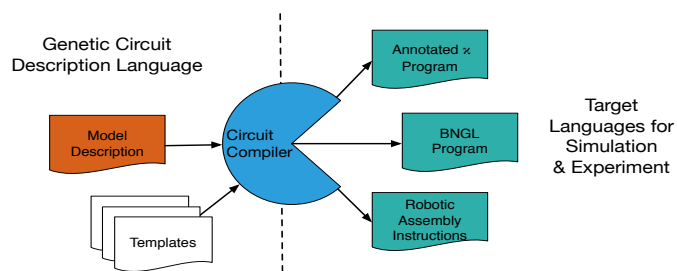 Genetic Circuit
Description Language
Model
Description
Templates
Circuit
Compiler
Annotated ϰ
Program
BNGL
Program
Robotic
Assembly
Instructions
Target
Languages for
Simulation
& Experiment